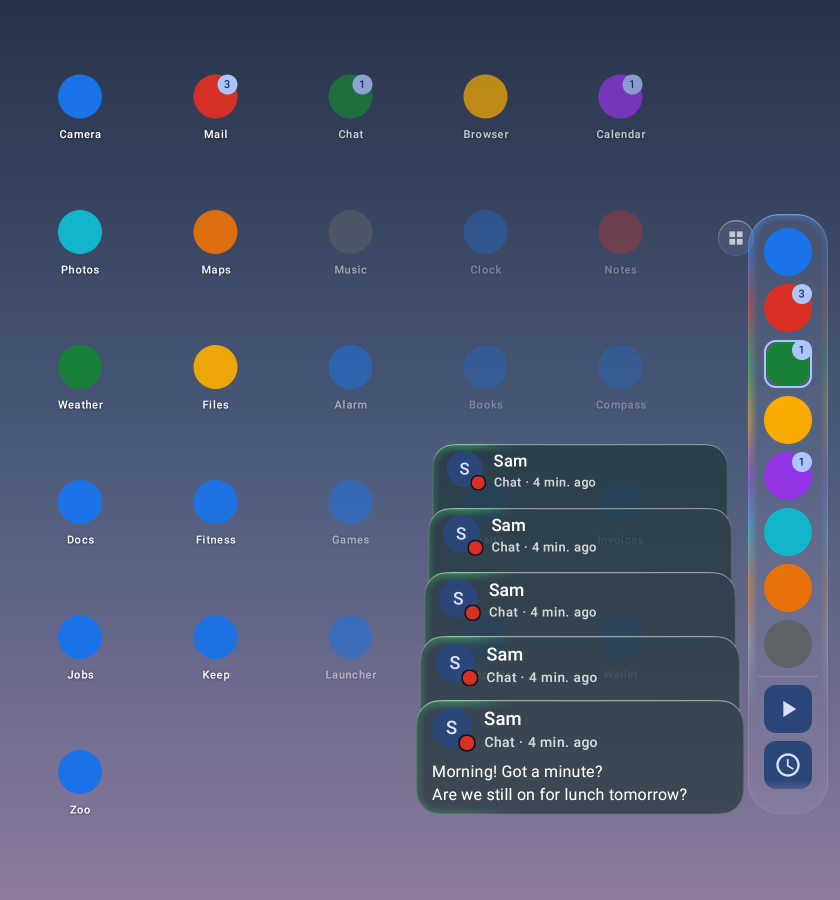 3
1
1
Camera
Mail
Chat
Browser
Calendar
Photos
Maps
Music
Clock
Notes
3
1
Weather
Files
Alarm
Books
Compass
1
S
Sam
Chat · 4 min. ago
Docs
Fitness
Games
Invoices
S
Sam
Chat · 4 min. ago
S
Sam
Chat · 4 min. ago
Jobs
Keep
Launcher
Wallet
S
Sam
Chat · 4 min. ago
S
Sam
Chat · 4 min. ago
Morning! Got a minute?
Are we still on for lunch tomorrow?
Zoo